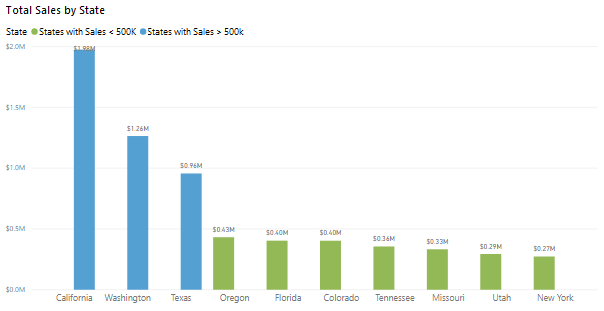 Total Sales by State
State States with Sales < 500K States with Sales > 500k
$2.0M
$1.5M
$1.0M
$0.5M
$0.0M
$1.98M
$1.26M
$0.96M
$0.43M
$0.40M
$0.40M
$0.36M
$0.33M
$0.29M
$0.27M
California Washington Texas Oregon Florida Colorado Tennessee Missouri Utah New York